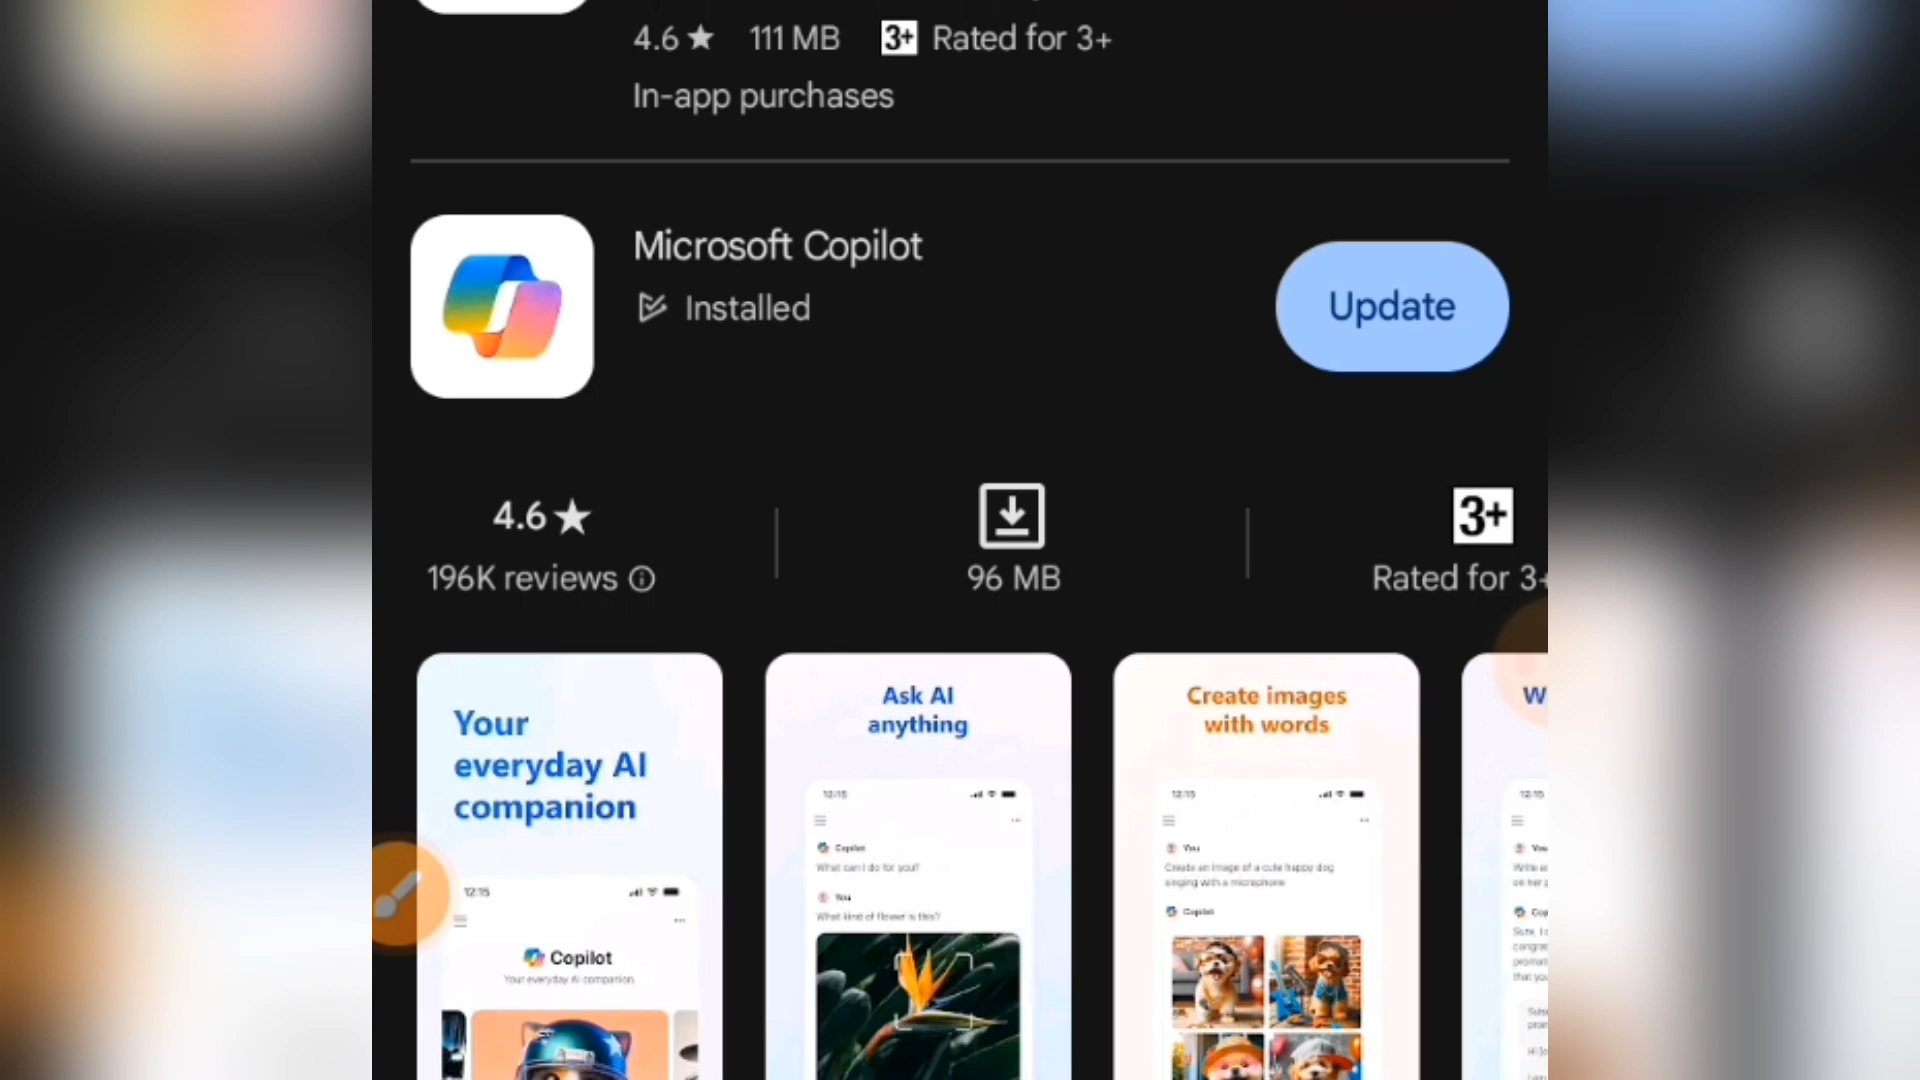 4.6 ★ 111 MB 3+ Rated for 3+
In-app purchases
Microsoft Copilot
Installed
Update
4.6 ★
196K reviews
96 MB
3+
Rated for 3+
Your
everyday AI
companion
12:15
Copilot
Your everyday AI companion.
Ask AI
anything
12:15
Copilot
What can I do for you?
You
What kind of flower is this?
Create images
with words
12:15
You
Create an image of a cute happy dog
singing with a microphone
Copilot
W
12:15
You